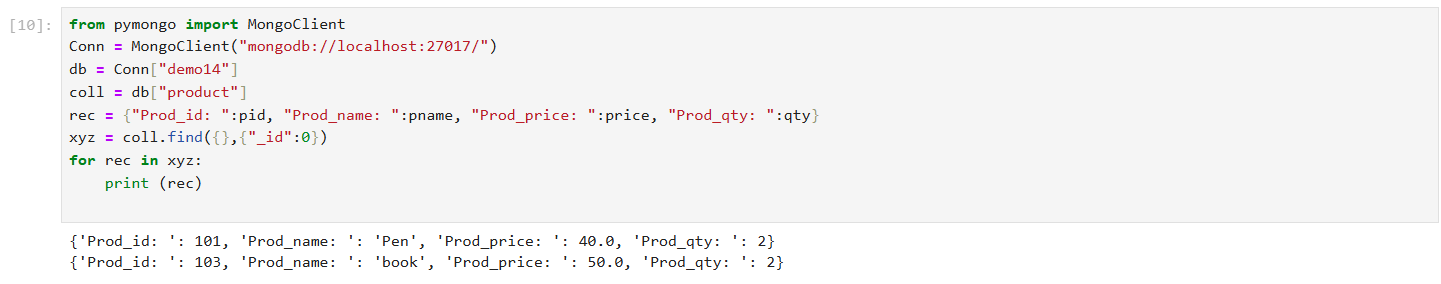 [10]: from pymongo import MongoClient
Conn = MongoClient("mongodb://localhost:27017/")
db = Conn["demo14"]
coll = db["product"]
rec = {"Prod_id: ":pid, "Prod_name: ":pname, "Prod_price: ":price, "Prod_qty: ":qty}
xyz = coll.find({},{"_id":0})
for rec in xyz:
    print (rec)
{'Prod_id: ': 101, 'Prod_name: ': 'Pen', 'Prod_price: ': 40.0, 'Prod_qty: ': 2}
{'Prod_id: ': 103, 'Prod_name: ': 'book', 'Prod_price: ': 50.0, 'Prod_qty: ': 2}